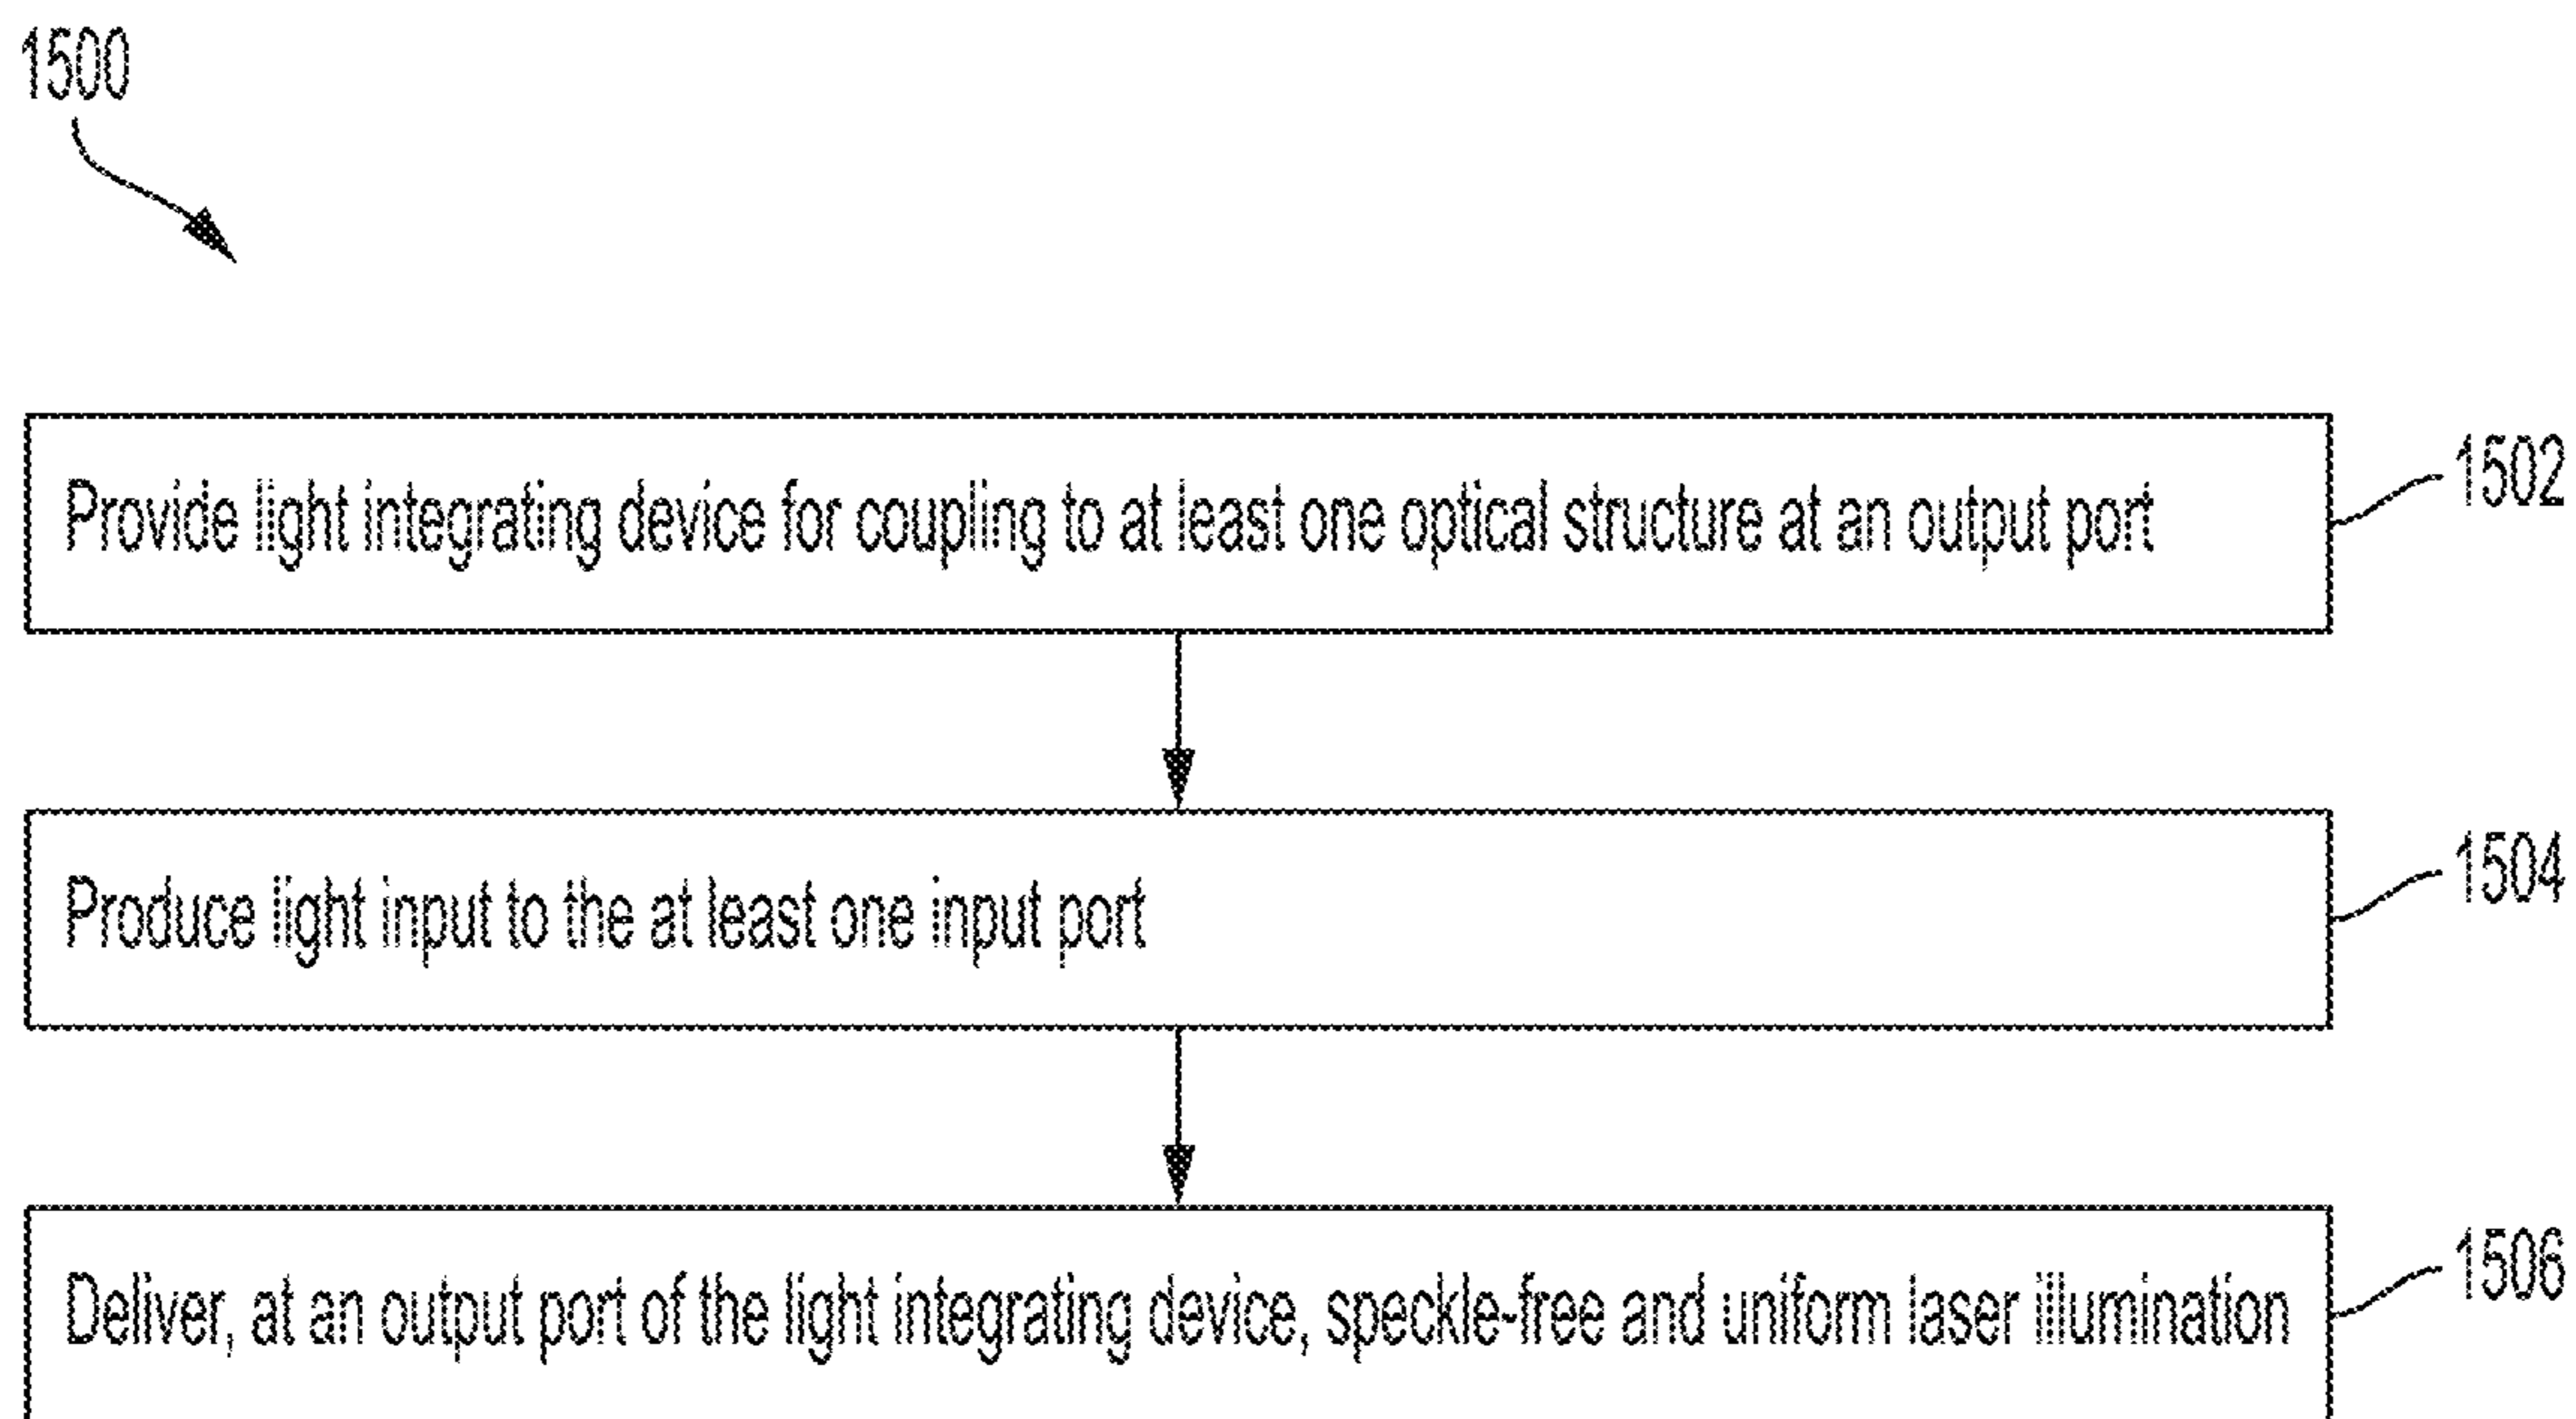 1500
Provide light integrating device for coupling to at least one optical structure at an output port
1502
Produce light input to the at least one input port
1504
Deliver, at an output port of the light integrating device, speckle-free and uniform laser illumination
1506